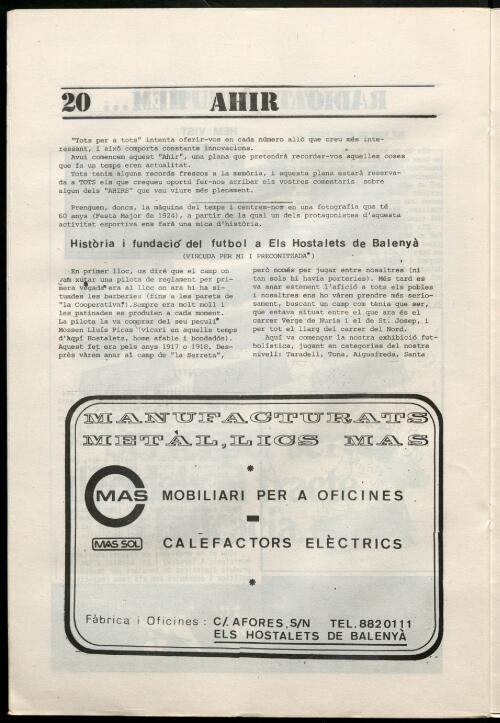 20 AHIR
"Tots per a tots" intenta oferir-vos en cada número allò que creu més inte-
ressant, i això comporta constants innovacions.
Avui comencem aquest "Ahir", una plana que pretendrà recordar-vos aquelles coses
que fa un temps eren actualitat.
Tots tenim alguns records frescos a la memòria, i aquesta plana estarà reserva-
da a TOTS els que cregueu oportú fer-nos arribar els vostres comentaris sobre
algun dels "AHIRS" que vau viure més plenament.
Prenguem, doncs, la màquina del temps i centrem-nos en una fotografia que té
60 anys (Festa Major de 1924), a partir de la qual un dels protagonistes d'aquesta
activitat esportiva ens farà una mica d'història.
Història i fundació del futbol a Els Hostalets de Balenyà
(VISCUDA PER MI I PRECONITZADA)
En primer lloc, us diré que el camp on
van xutar una pilota de reglament per pri-
mera vegada era al lloc on ara hi ha si-
tuades les barberies (fins a les parets de
"la Cooperativa"). Sempre era molt moll i
les patinades es produien a cada moment.
La pilota la va comprar del seu peculi
Mossen Lluís Picas (vicari en aquells temps
d'Aquí Hostalets, home afable i bondadós).
Aquest fet era pels anys 1917 o 1918. Des-
près vàrem anar al camp de "la Serreta",
però només per jugar entre nosaltres (ni
tan sols hi havia porteries). Més tard es
va anar estenent l'afició a tots els pobles
i nosaltres ens ho vàrem prendre més serio-
sament, buscant un camp com tènia que ser,
que estava situat entre el que ara és el
carrer Verge de Nuria i el de St. Josep, i
per tot el llarg del carrer del Nord.
Aquí va començar la nostra exhibició fut-
bolística, jugant en categories del nostre
nivell: Taradell, Tona, Aiguafreda, Santa
MANUFACTURATS
METÀL,LICS MAS
MAS MOBILIARI PER A OFICINES
MAS SOL CALEFACTORS ELÈCTRICS
Fàbrica i Oficines : C/. AFORES, S/N TEL. 8820111
ELS HOSTALETS DE BALENYÀ